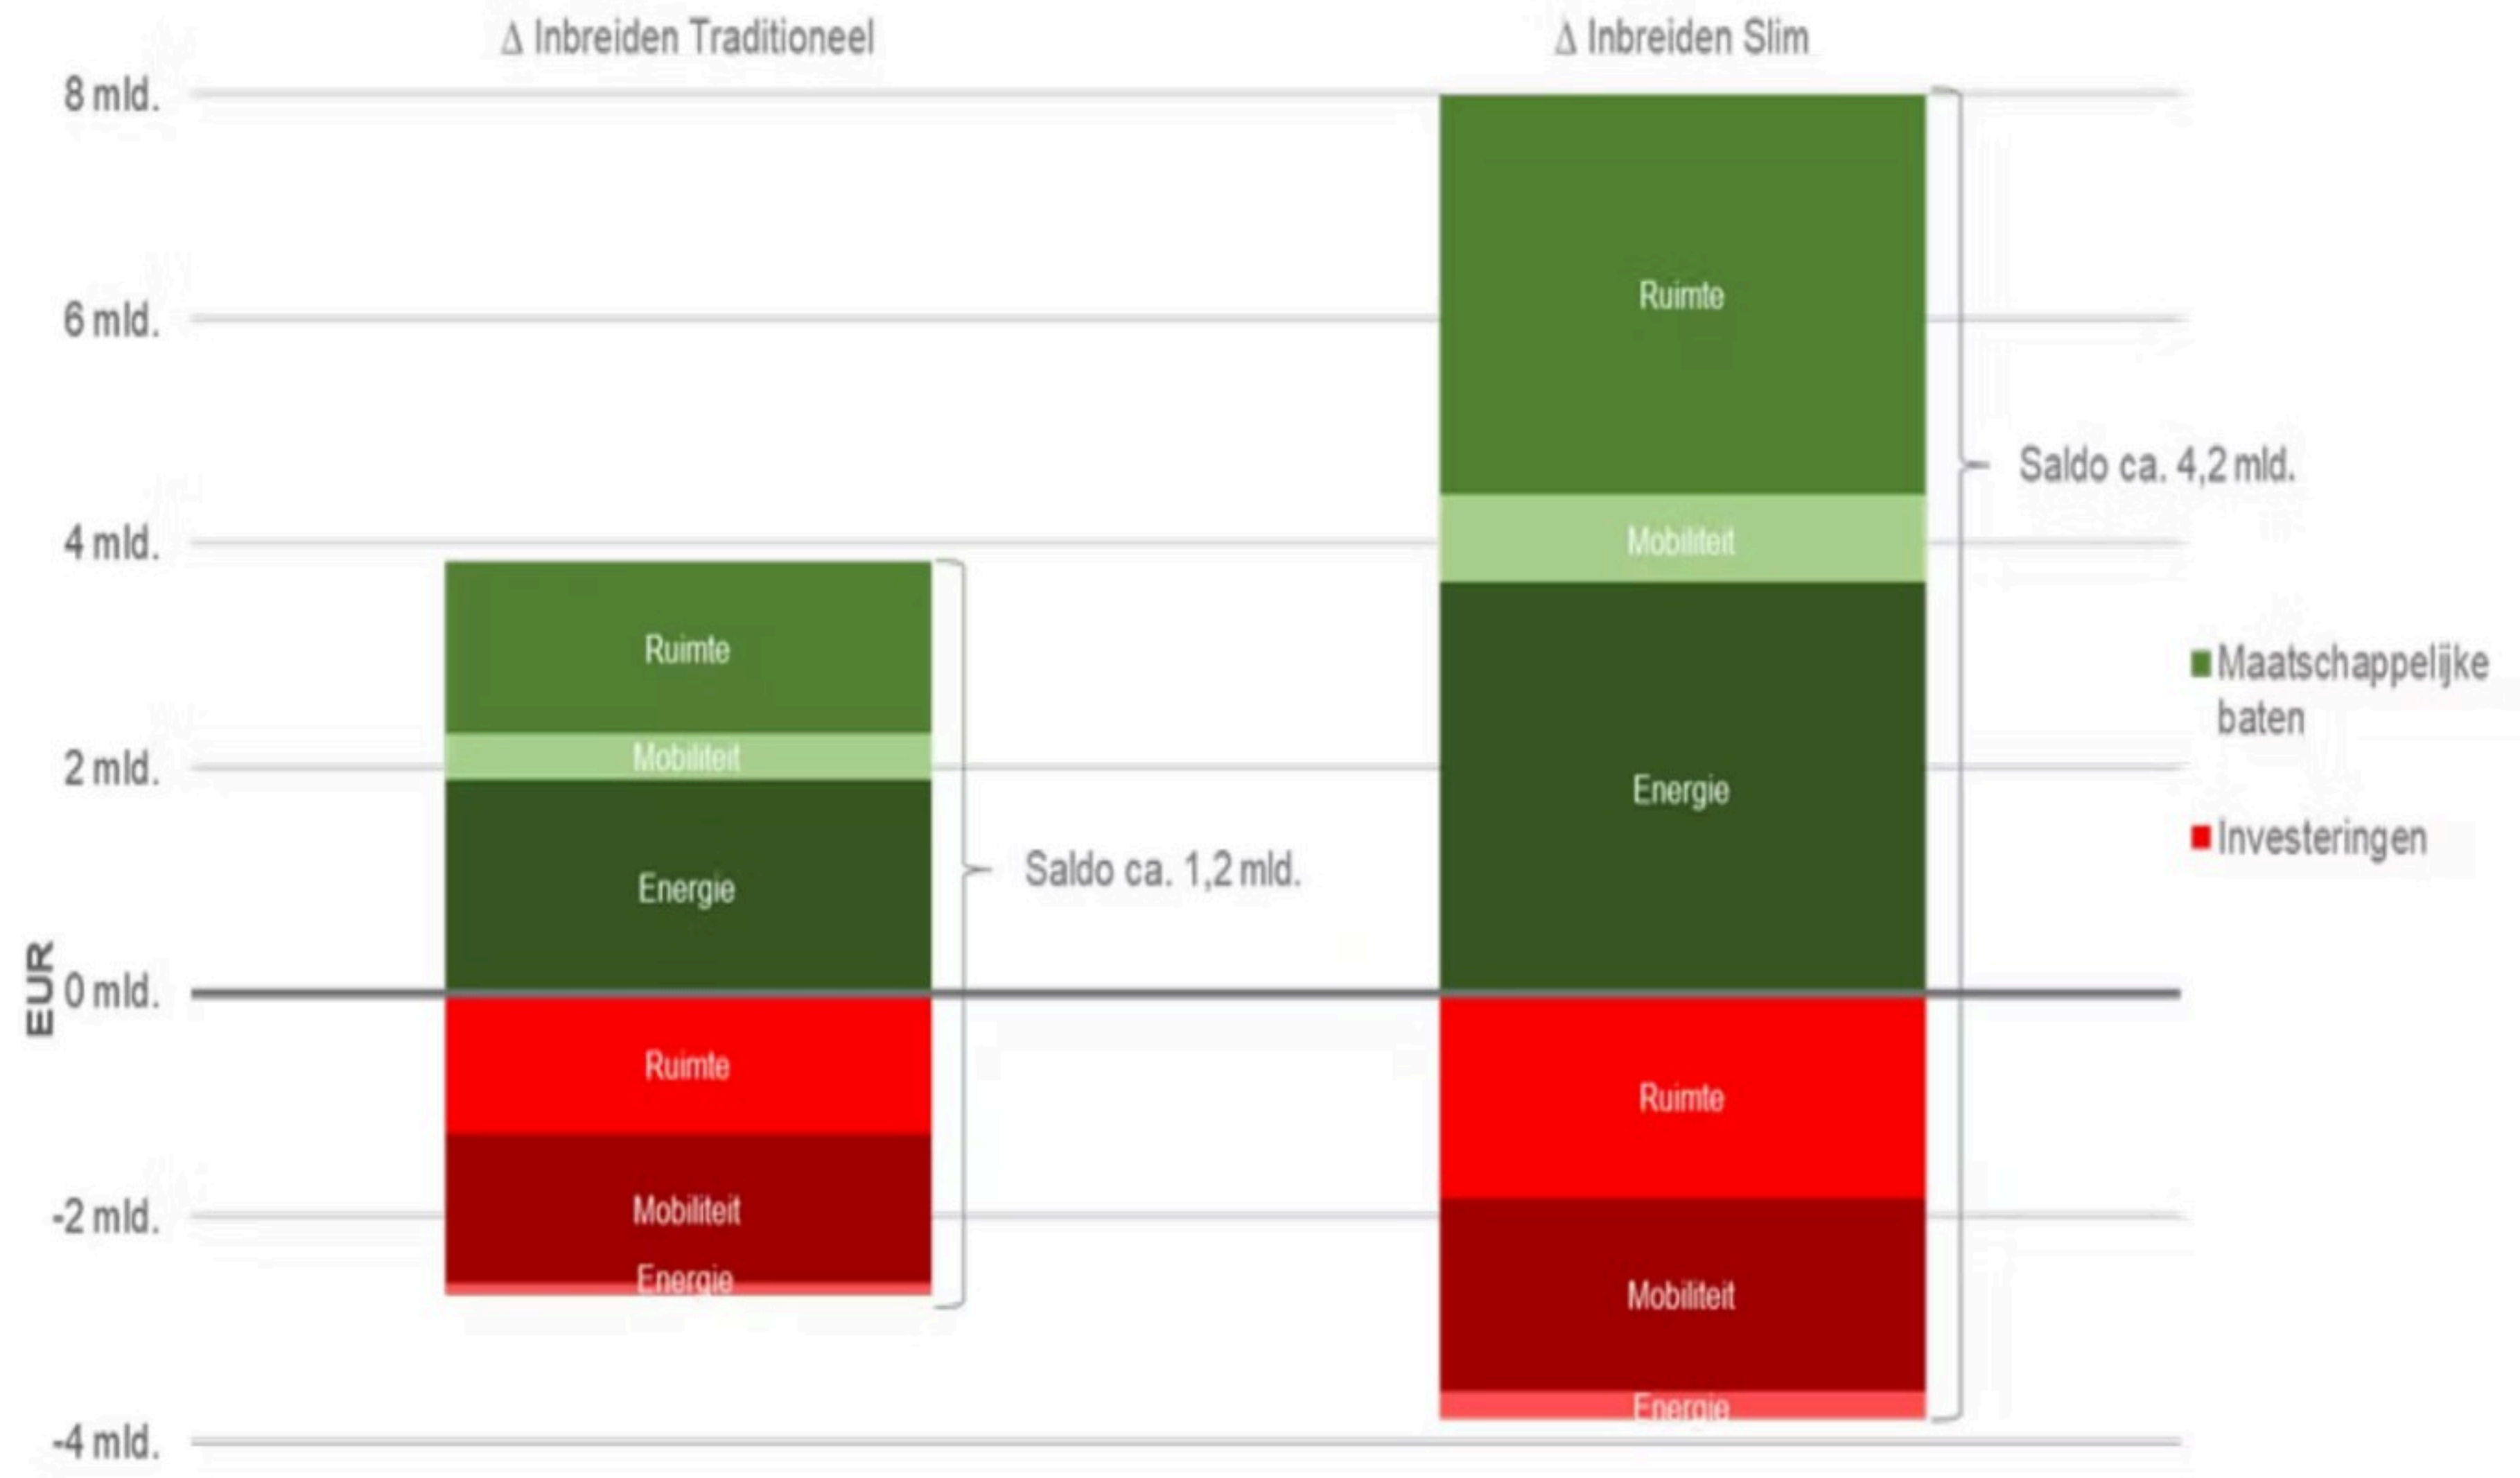 Δ Inbreiden Traditioneel
Δ Inbreiden Slim
8 mld.
6 mld.
4 mld.
2 mld.
0 mld.
-2 mld.
-4 mld.
EUR
Ruimte
Mobiliteit
Energie
Ruimte
Mobiliteit
Energie
Saldo ca. 1,2 mld.
Ruimte
Mobiliteit
Energie
Ruimte
Mobiliteit
Energie
Saldo ca. 4,2 mld.
Maatschappelijke
baten
Investeringen